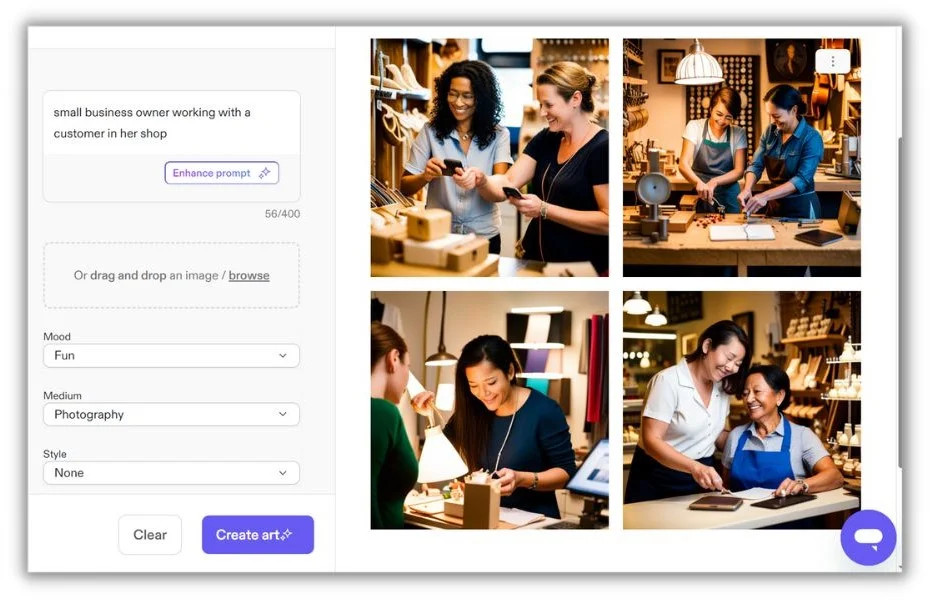 small business owner working with a
customer in her shop
Enhance prompt
56/400
Or drag and drop an image / browse
Mood
Fun
Medium
Photography
Style
None
Clear
Create art